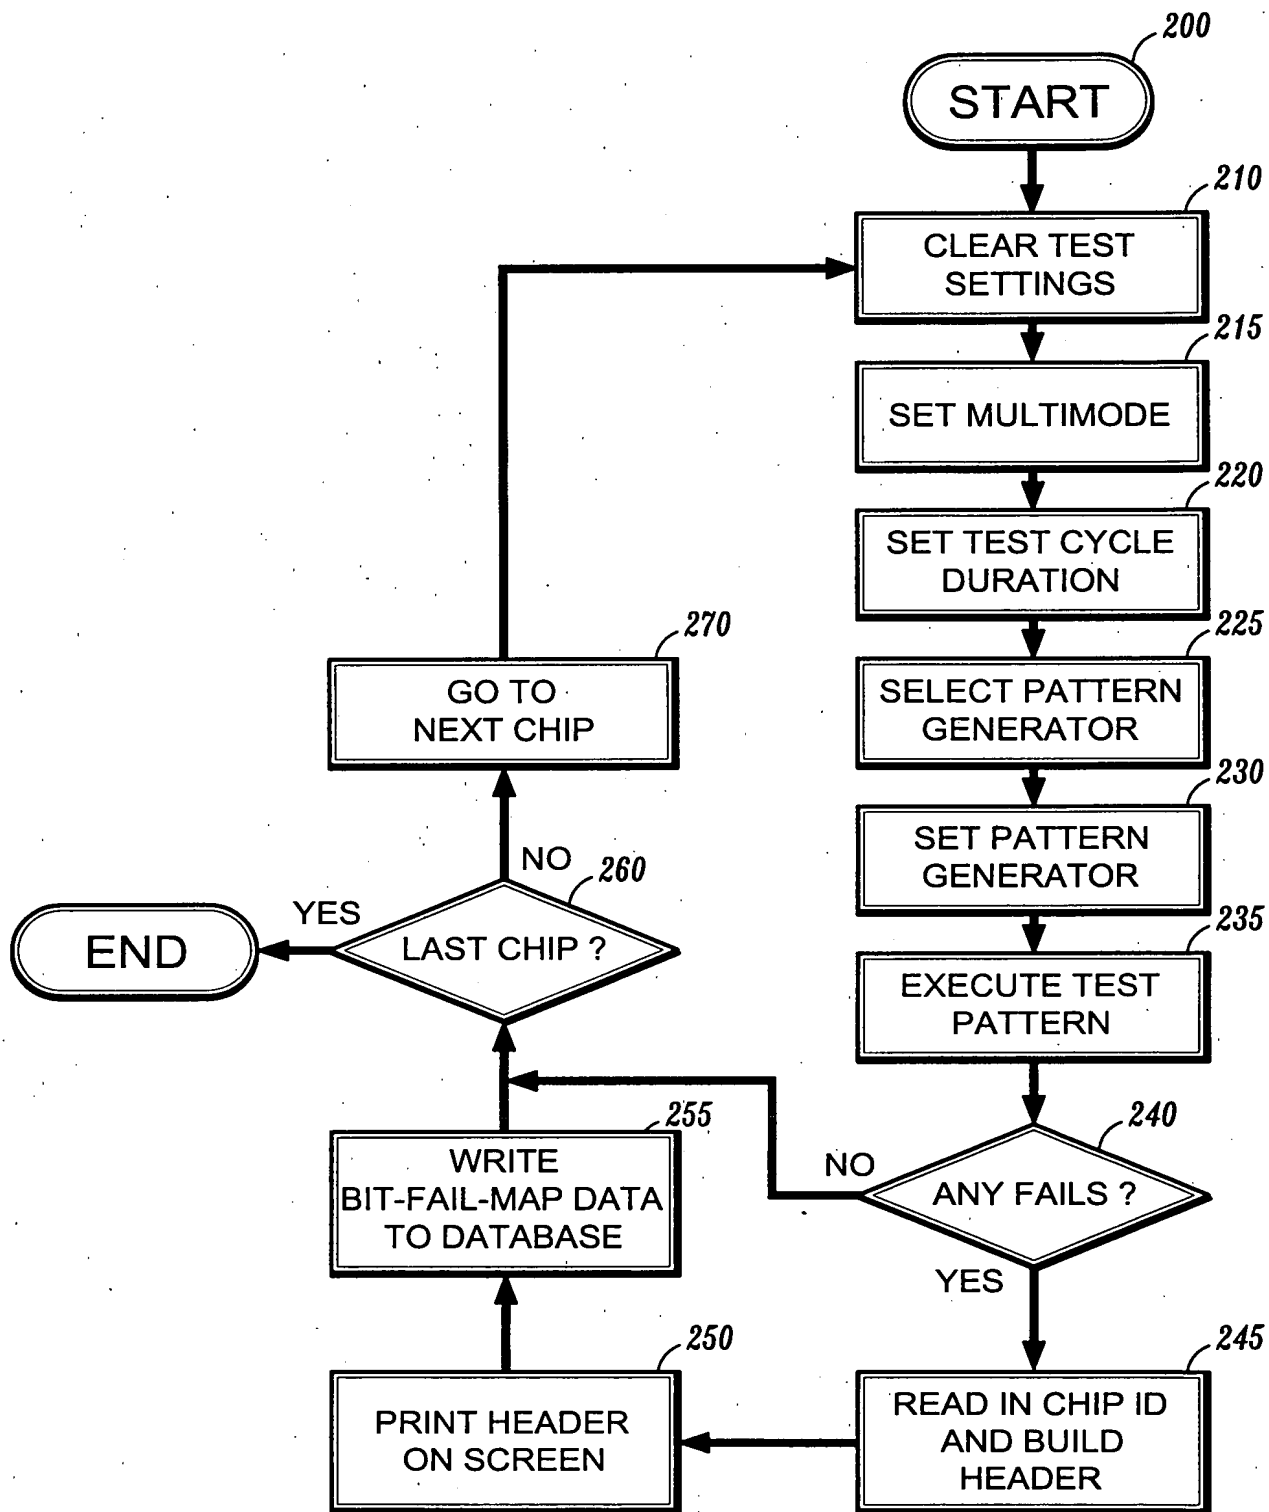 200
START
210
CLEAR TEST
SETTINGS
215
SET MULTIMODE
220
SET TEST CYCLE
DURATION
225
SELECT PATTERN
GENERATOR
230
SET PATTERN
GENERATOR
235
EXECUTE TEST
PATTERN
240
ANY FAILS ?
NO
YES
245
READ IN CHIP ID
AND BUILD
HEADER
250
PRINT HEADER
ON SCREEN
255
WRITE
BIT-FAIL-MAP DATA
TO DATABASE
260
LAST CHIP ?
YES
END
NO
270
GO TO
NEXT CHIP